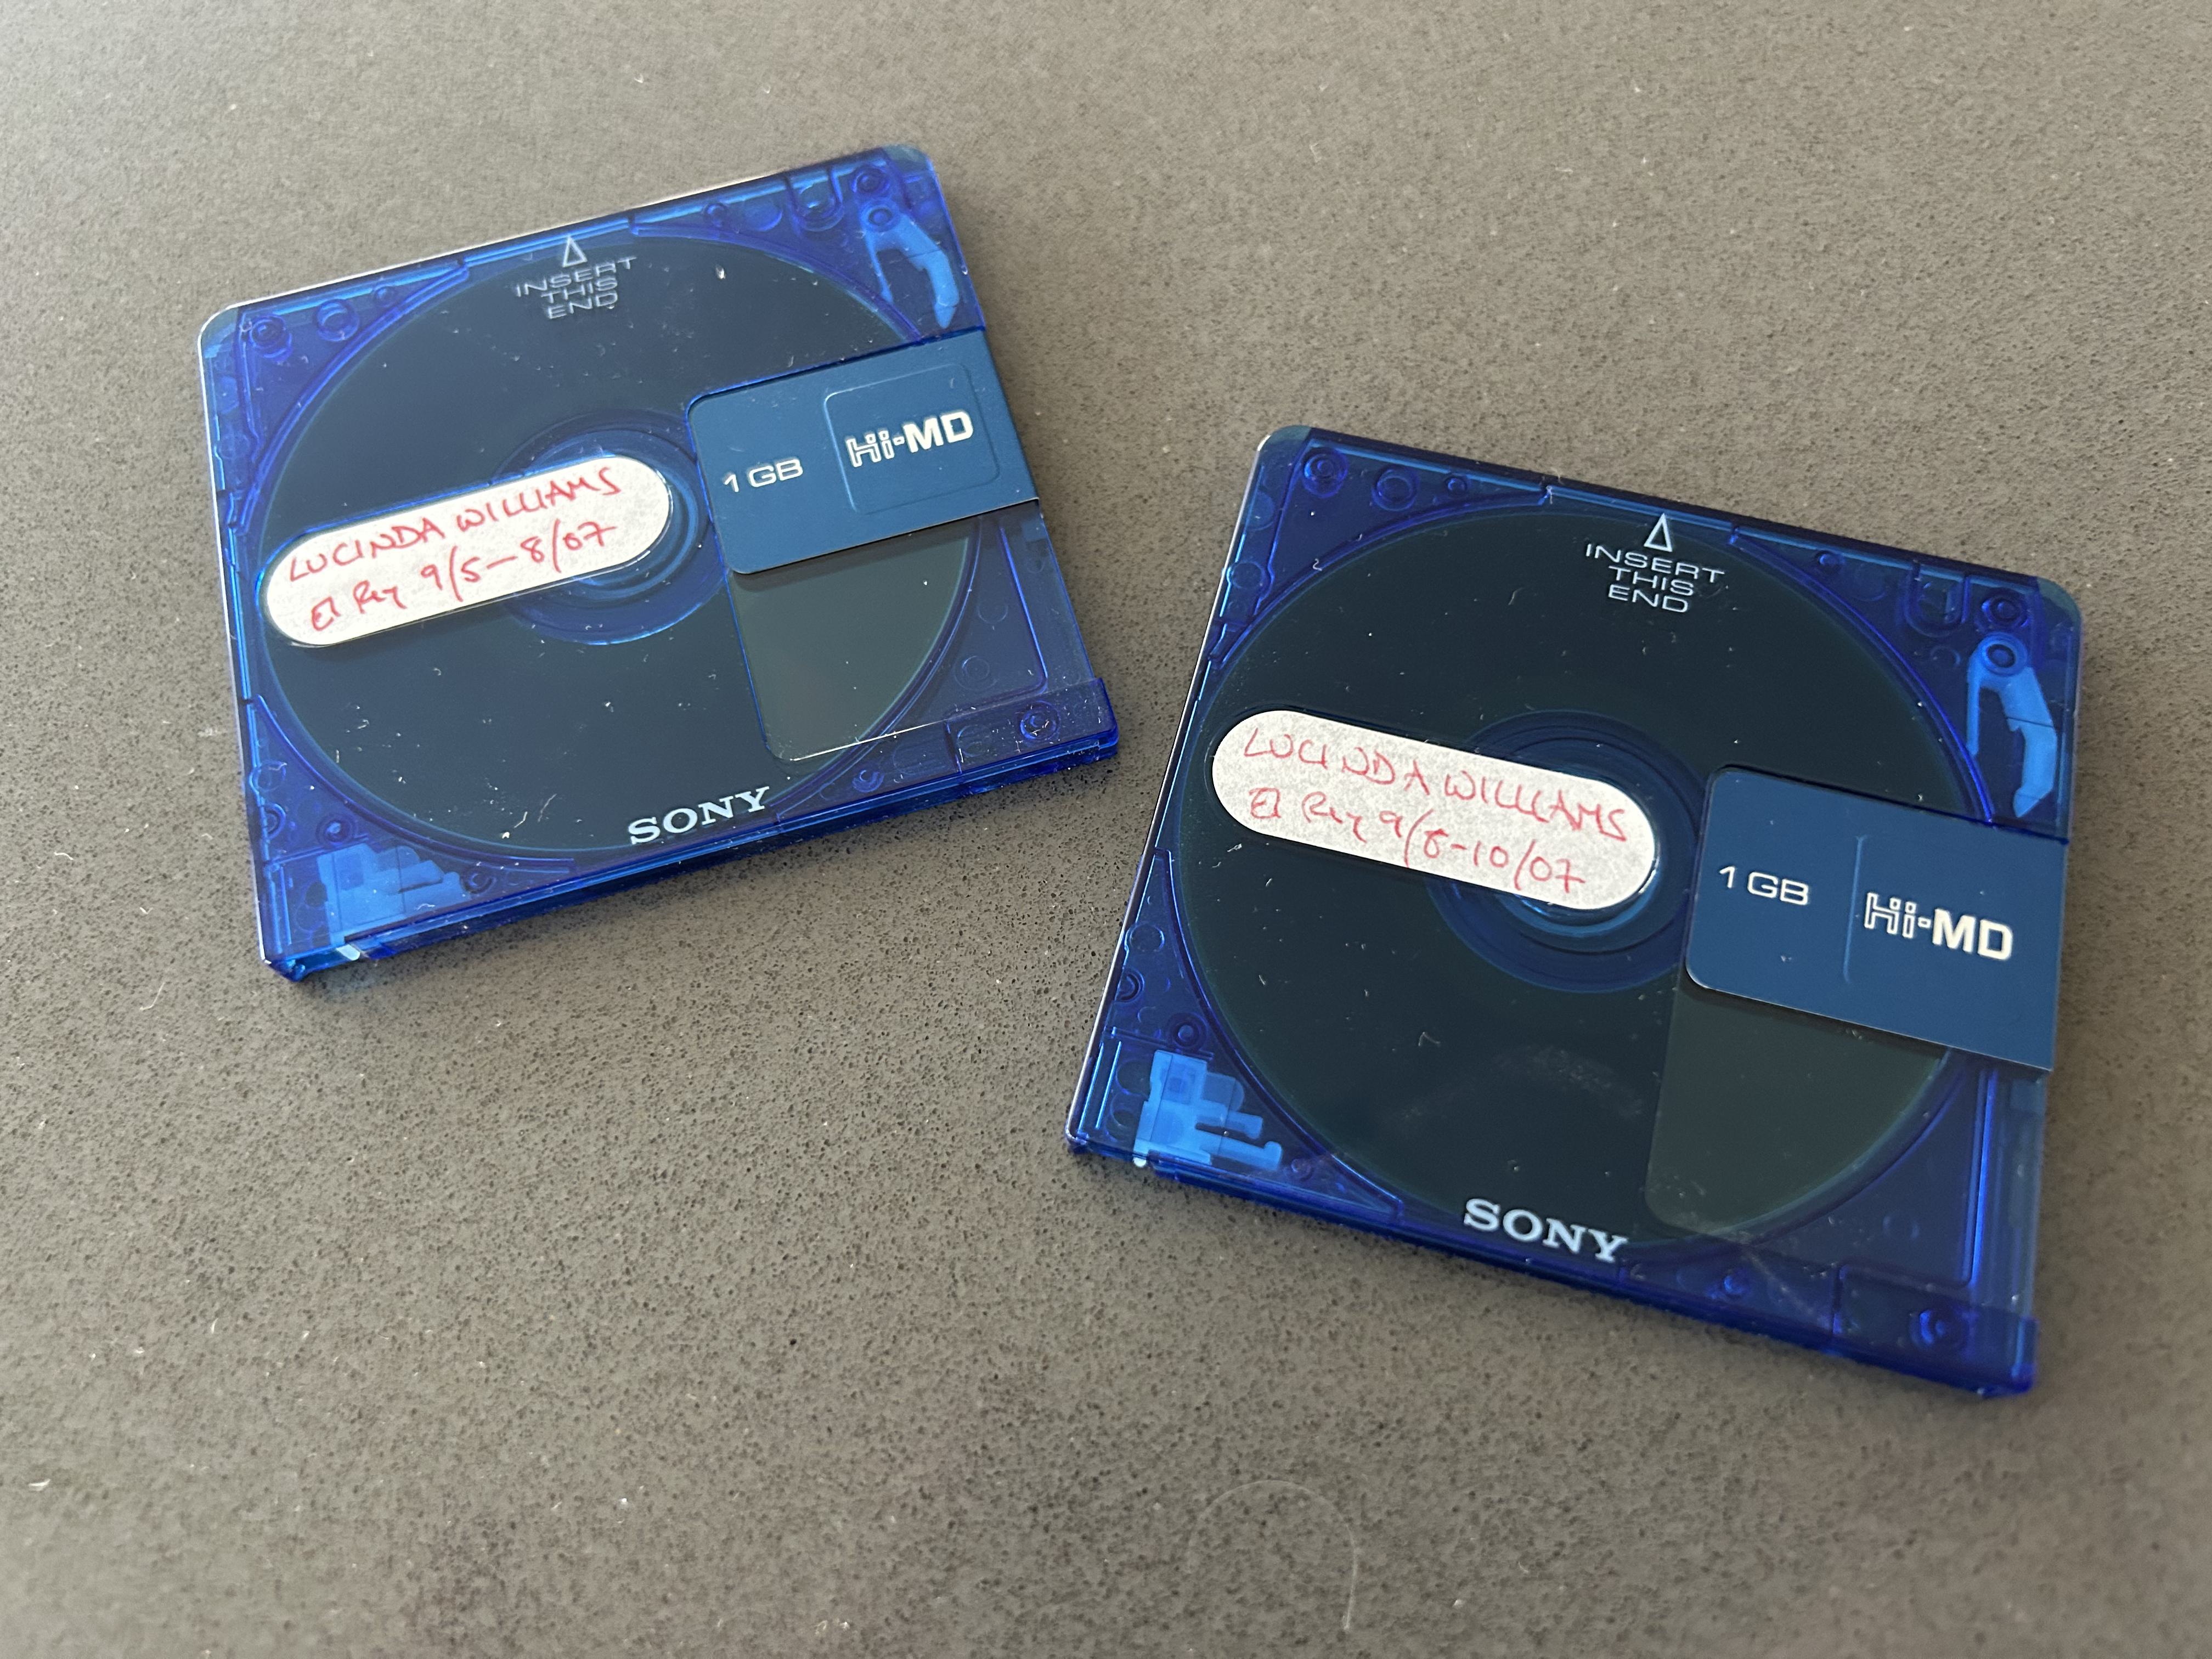 INSERT
THIS
END
1 GB
Hi-MD
LUCINDA WILLIAMS
El Rey 9/5-8/07
SONY
INSERT
THIS
END
LUCINDA WILLIAMS
El Rey 9/8-10/07
1 GB
Hi-MD
SONY